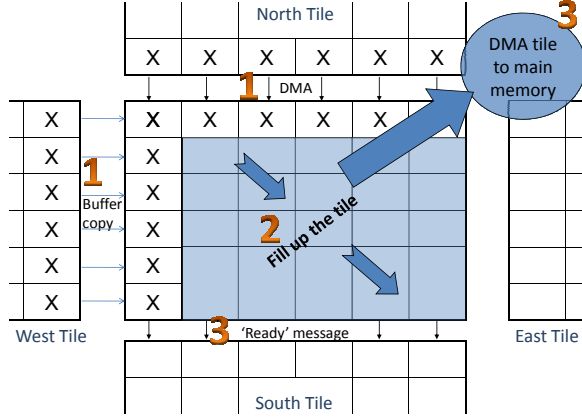 North Tile
3
X X X X X X
DMA tile
to main
memory
1 DMA
X X X X X X
X X
1
X X
Buffer
copy
2
Fill up the tile
X X
X X
X X
3 'Ready' message
West Tile
East Tile
South Tile